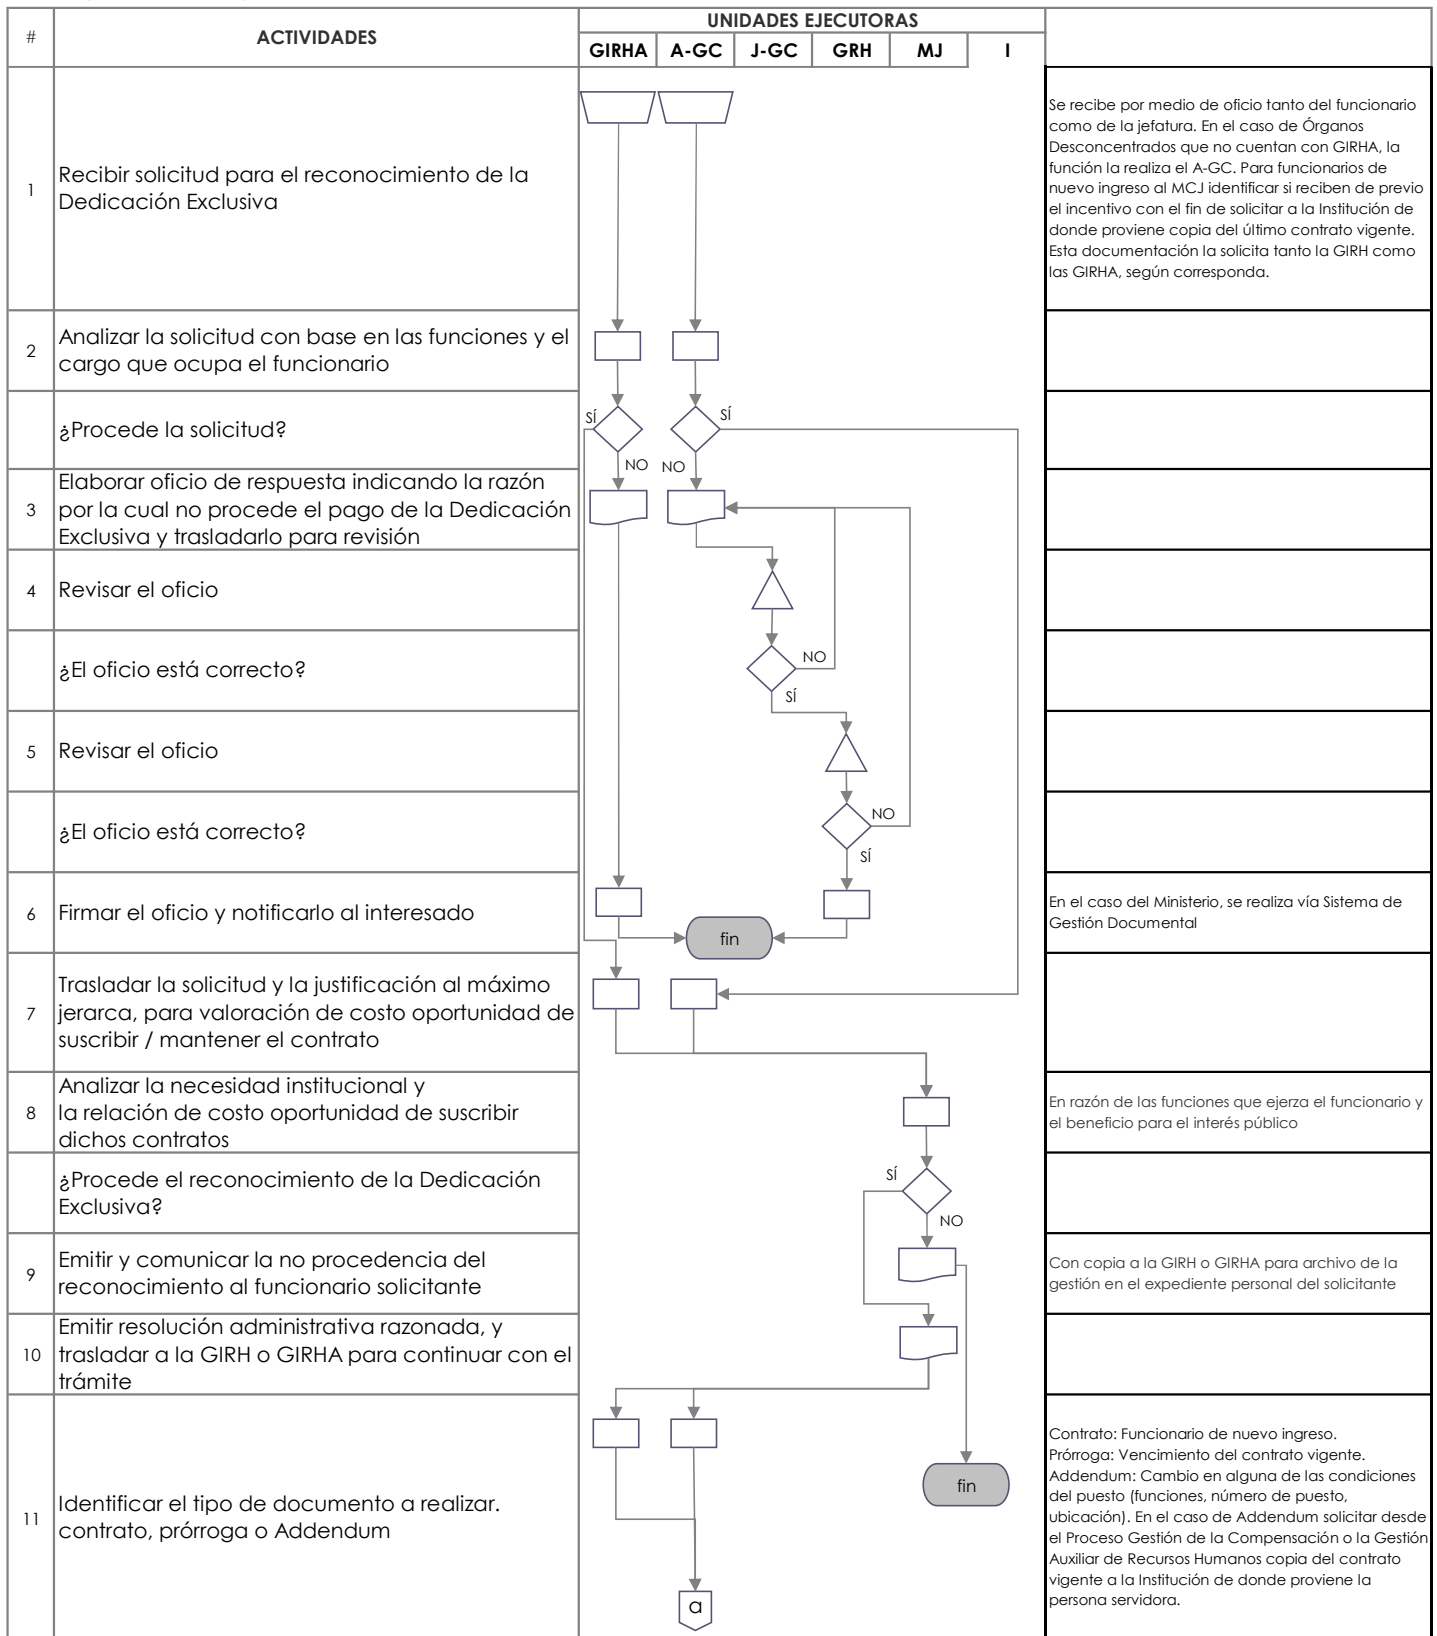 UNIDADES EJECUTORAS
# ACTIVIDADES
GIRHA A-GC J-GC GRH MJ I
1
Recibir solicitud para el reconocimiento de la
Dedicación Exclusiva
Se recibe por medio de oficio tanto del funcionario
como de la jefatura. En el caso de Órganos
Desconcentrados que no cuentan con GIRHA, la
función la realiza el A-GC. Para funcionarios de
nuevo ingreso al MCJ identificar si reciben de previo
el incentivo con el fin de solicitar a la Institución de
donde proviene copia del último contrato vigente.
Esta documentación la solicita tanto la GIRH como
las GIRHA, según corresponda.
2
Analizar la solicitud con base en las funciones y el
cargo que ocupa el funcionario
¿Procede la solicitud?
SÍ
SÍ
NO
NO
3
Elaborar oficio de respuesta indicando la razón
por la cual no procede el pago de la Dedicación
Exclusiva y trasladarlo para revisión
4
Revisar el oficio
¿El oficio está correcto?
NO
SÍ
5
Revisar el oficio
¿El oficio está correcto?
NO
SÍ
6
Firmar el oficio y notificarlo al interesado
fin
En el caso del Ministerio, se realiza vía Sistema de
Gestión Documental
7
Trasladar la solicitud y la justificación al máximo
jerarca, para valoración de costo oportunidad de
suscribir / mantener el contrato
8
Analizar la necesidad institucional y
la relación de costo oportunidad de suscribir
dichos contratos
En razón de las funciones que ejerza el funcionario y
el beneficio para el interés público
¿Procede el reconocimiento de la Dedicación
Exclusiva?
SÍ
NO
9
Emitir y comunicar la no procedencia del
reconocimiento al funcionario solicitante
Con copia a la GIRH o GIRHA para archivo de la
gestión en el expediente personal del solicitante
10
Emitir resolución administrativa razonada, y
trasladar a la GIRH o GIRHA para continuar con el
trámite
11
Identificar el tipo de documento a realizar.
contrato, prórroga o Addendum
fin
a
Contrato: Funcionario de nuevo ingreso.
Prórroga: Vencimiento del contrato vigente.
Addendum: Cambio en alguna de las condiciones
del puesto (funciones, número de puesto,
ubicación). En el caso de Addendum solicitar desde
el Proceso Gestión de la Compensación o la Gestión
Auxiliar de Recursos Humanos copia del contrato
vigente a la Institución de donde proviene la
persona servidora.